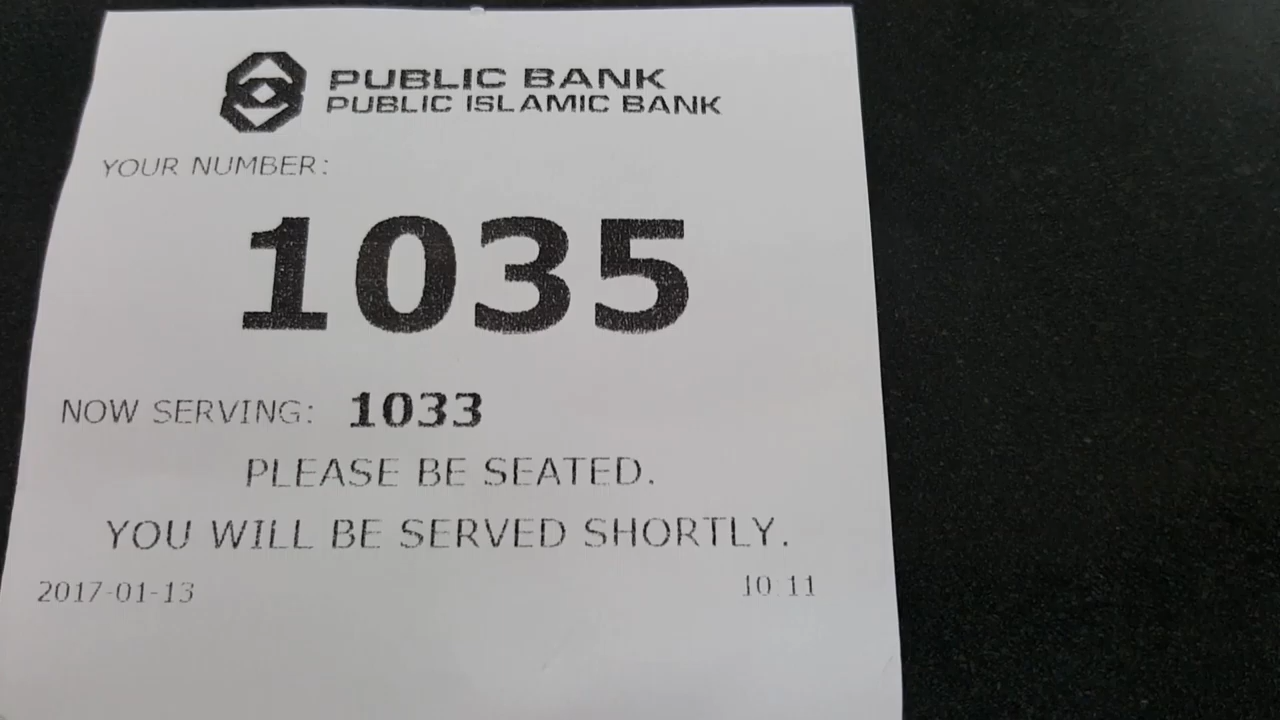 PUBLIC BANK
PUBLIC ISLAMIC BANK
YOUR NUMBER:
1035
NOW SERVING: 1033
PLEASE BE SEATED.
YOU WILL BE SERVED SHORTLY.
2017-01-13 10:11